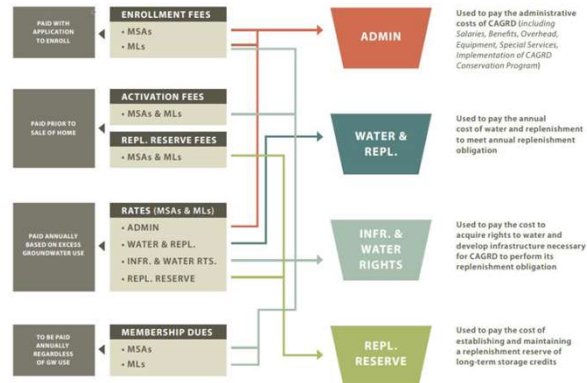 PAID WITH
APPLICATION
TO ENROLL
ENROLLMENT FEES
• MSAs
• MLs
ADMIN
Used to pay the administrative
costs of CAGRD (including
Salaries, Benefits, Overhead,
Equipment, Special Services,
Implementation of CAGRD
Conservation Program)
PAID PRIOR TO
SALE OF HOME
ACTIVATION FEES
• MSAs & MLs
REPL. RESERVE FEES
• MSAs & MLs
WATER &
REPL.
Used to pay the annual
cost of water and replenishment
to meet annual replenishment
obligation
PAID ANNUALLY
BASED ON EXCESS
GROUNDWATER USE
RATES (MSAs & MLs)
• ADMIN
• WATER & REPL.
• INFR. & WATER RTS.
• REPL. RESERVE
INFR. &
WATER
RIGHTS
Used to pay the cost to
acquire rights to water and
develop infrastructure necessary
for CAGRD to perform its
replenishment obligation
TO BE PAID
ANNUALLY
REGARDLESS
OF GW USE
MEMBERSHIP DUES
• MSAs
• MLs
REPL.
RESERVE
Used to pay the cost of
establishing and maintaining
a replenishment reserve of
long-term storage credits